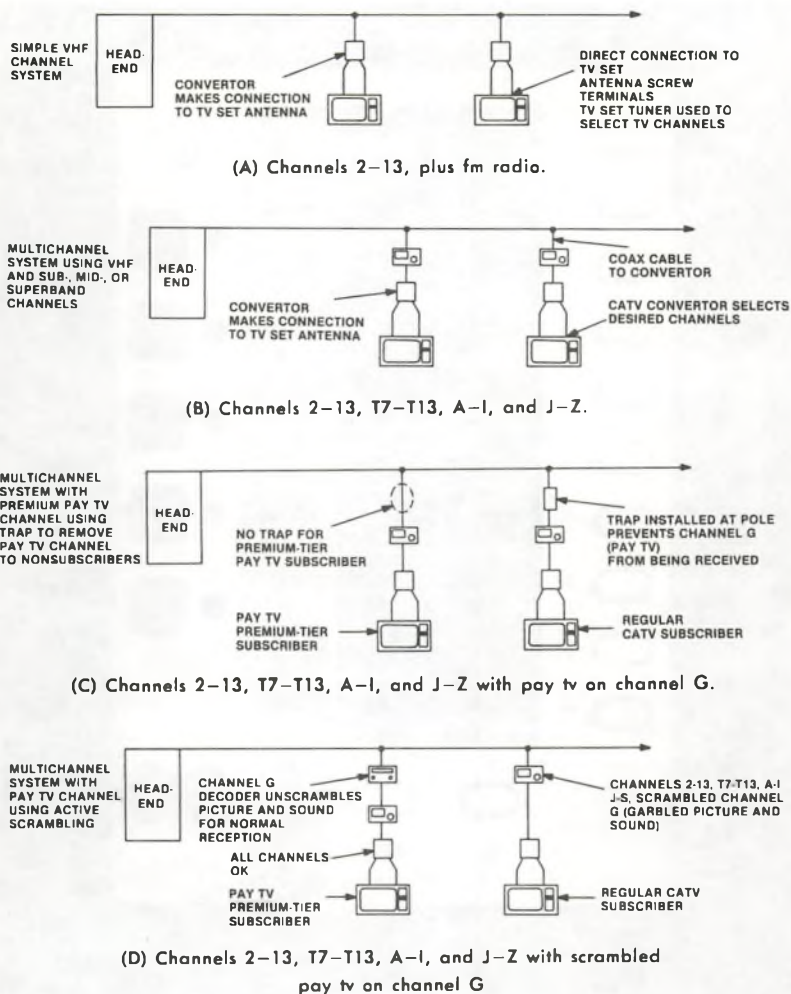 SIMPLE VHF
CHANNEL
SYSTEM
HEAD-
END
CONVERTOR
MAKES CONNECTION
TO TV SET ANTENNA
DIRECT CONNECTION TO
TV SET
ANTENNA SCREW
TERMINALS
TV SET TUNER USED TO
SELECT TV CHANNELS
(A) Channels 2–13, plus fm radio.
MULTICHANNEL
SYSTEM USING VHF
AND SUB-, MID-, OR
SUPERBAND
CHANNELS
HEAD-
END
CONVERTOR
MAKES CONNECTION
TO TV SET ANTENNA
COAX CABLE
TO CONVERTOR
CATV CONVERTOR SELECTS
DESIRED CHANNELS
(B) Channels 2–13, T7–T13, A–I, and J–Z.
MULTICHANNEL
SYSTEM WITH
PREMIUM PAY TV
CHANNEL USING
TRAP TO REMOVE
PAY TV CHANNEL
TO NONSUBSCRIBERS
HEAD-
END
NO TRAP FOR
PREMIUM-TIER
PAY TV SUBSCRIBER
PAY TV
PREMIUM-TIER
SUBSCRIBER
TRAP INSTALLED AT POLE
PREVENTS CHANNEL G
(PAY TV)
FROM BEING RECEIVED
REGULAR
CATV SUBSCRIBER
(C) Channels 2–13, T7–T13, A–I, and J–Z with pay tv on channel G.
MULTICHANNEL
SYSTEM WITH
PAY TV CHANNEL
USING ACTIVE
SCRAMBLING
HEAD-
END
CHANNEL G
DECODER UNSCRAMBLES
PICTURE AND SOUND
FOR NORMAL
RECEPTION
ALL CHANNELS
OK
PAY TV
PREMIUM-TIER
SUBSCRIBER
CHANNELS 2-13, T7-T13, A-I
J-S, SCRAMBLED CHANNEL
G (GARBLED PICTURE AND
SOUND)
REGULAR CATV
SUBSCRIBER
(D) Channels 2–13, T7–T13, A–I, and J–Z with scrambled
pay tv on channel G